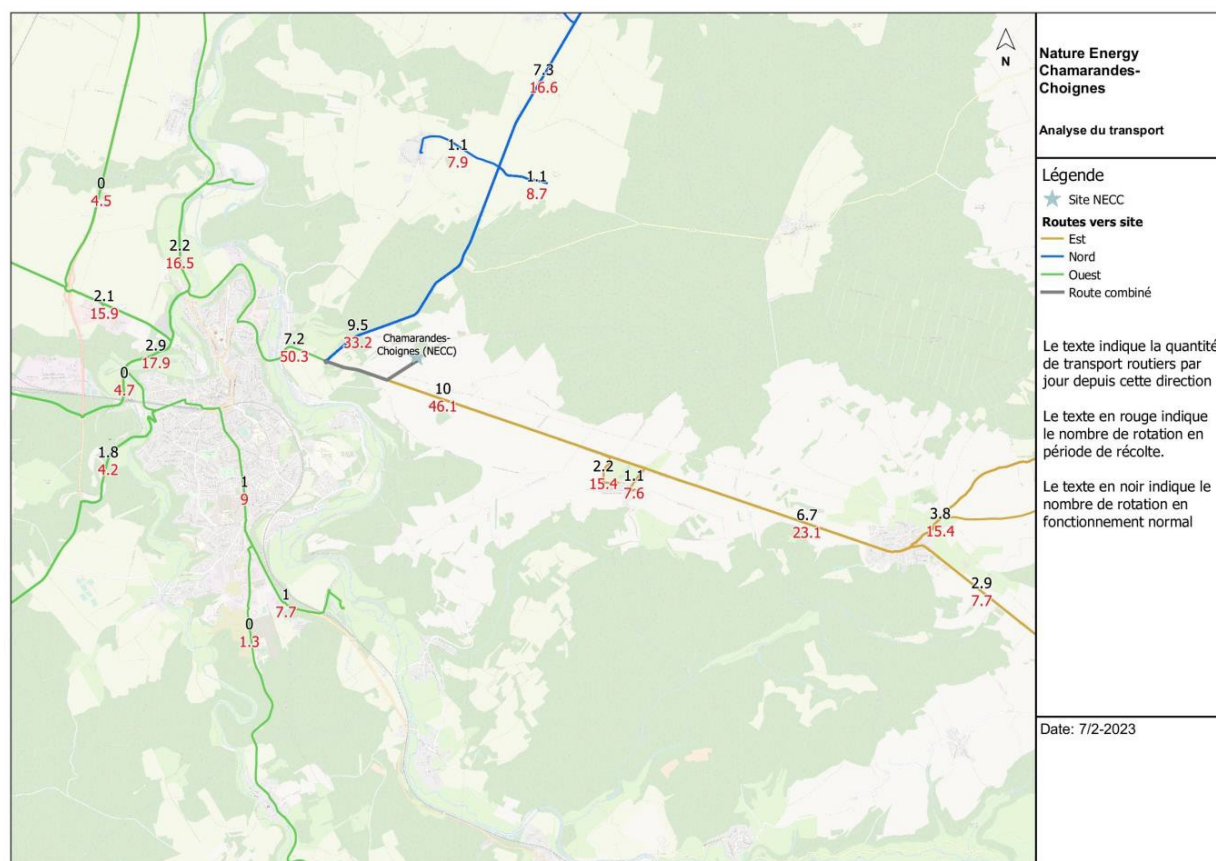 7.3
16.6
N
1.1
7.9
1.1
8.7
0
4.5
2.2
16.5
2.1
15.9
2.9
17.9
7.2
50.3
9.5
33.2
Chamarandes-
Choignes (NECC)
0
4.7
10
46.1
1.8
4.2
1
9
2.2
15.4
1.1
7.6
6.7
23.1
3.8
15.4
2.9
7.7
1
7.7
0
1.3
Nature Energy
Chamarandes-
Choignes
Analyse du transport
Légende
Site NECC
Routes vers site
Est
Nord
Ouest
Route combiné
Le texte indique la quantité
de transport routiers par
jour depuis cette direction
Le texte en rouge indique
le nombre de rotation en
période de récolte.
Le texte en noir indique le
nombre de rotation en
fonctionnement normal
Date: 7/2-2023